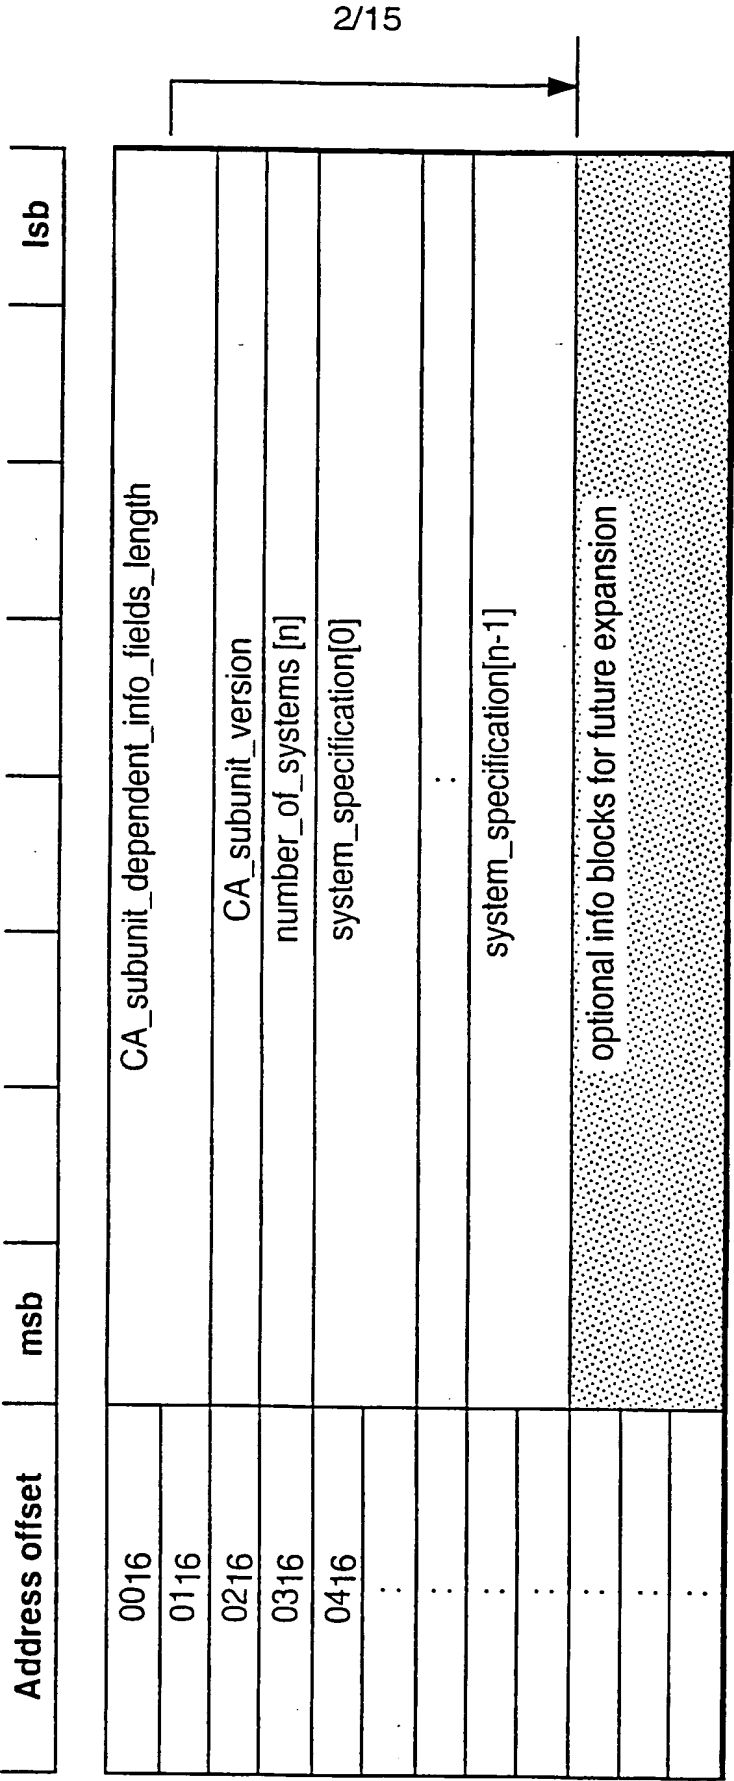 2/15
Address offset msb lsb
00₁₆ CA_subunit_dependent_info_fields_length
01₁₆
02₁₆ CA_subunit_version
03₁₆ number_of_systems [n]
04₁₆ system_specification[0]
:
: :
: system_specification[n-1]
:
: optional info blocks for future expansion
:
: